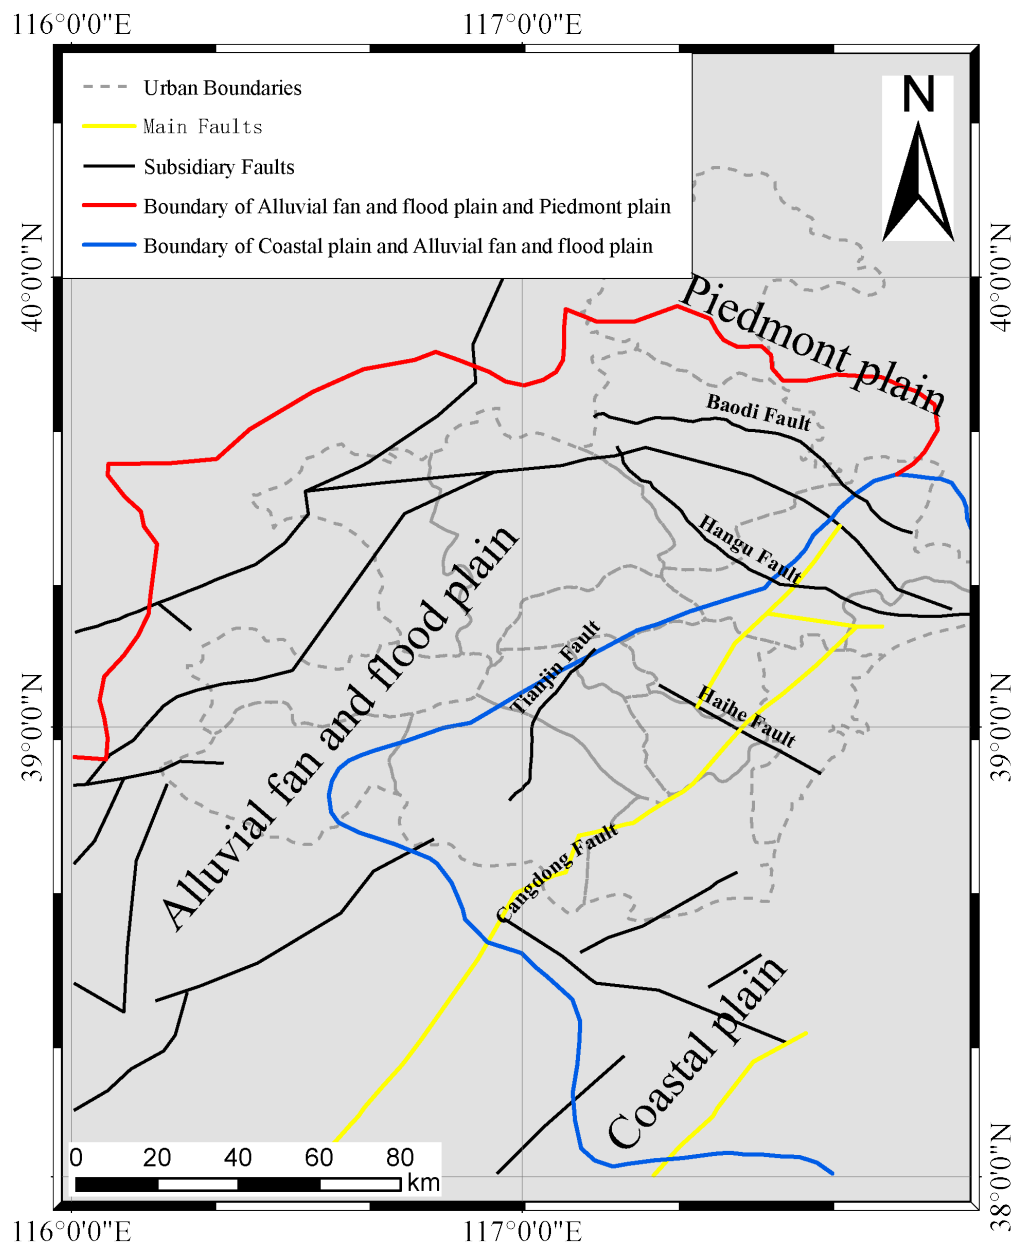 116°0'0"E
117°0'0"E
Urban Boundaries
Main Faults
Subsidiary Faults
Boundary of Alluvial fan and flood plain and Piedmont plain
Boundary of Coastal plain and Alluvial fan and flood plain
N
40°0'0"N
40°0'0"N
Piedmont plain
Baodi Fault
Hangu Fault
Alluvial fan and flood plain
Tianjin Fault
Haihe Fault
39°0'0"N
39°0'0"N
Cangdong Fault
Coastal plain
38°0'0"N
0 20 40 60 80
km
116°0'0"E
117°0'0"E